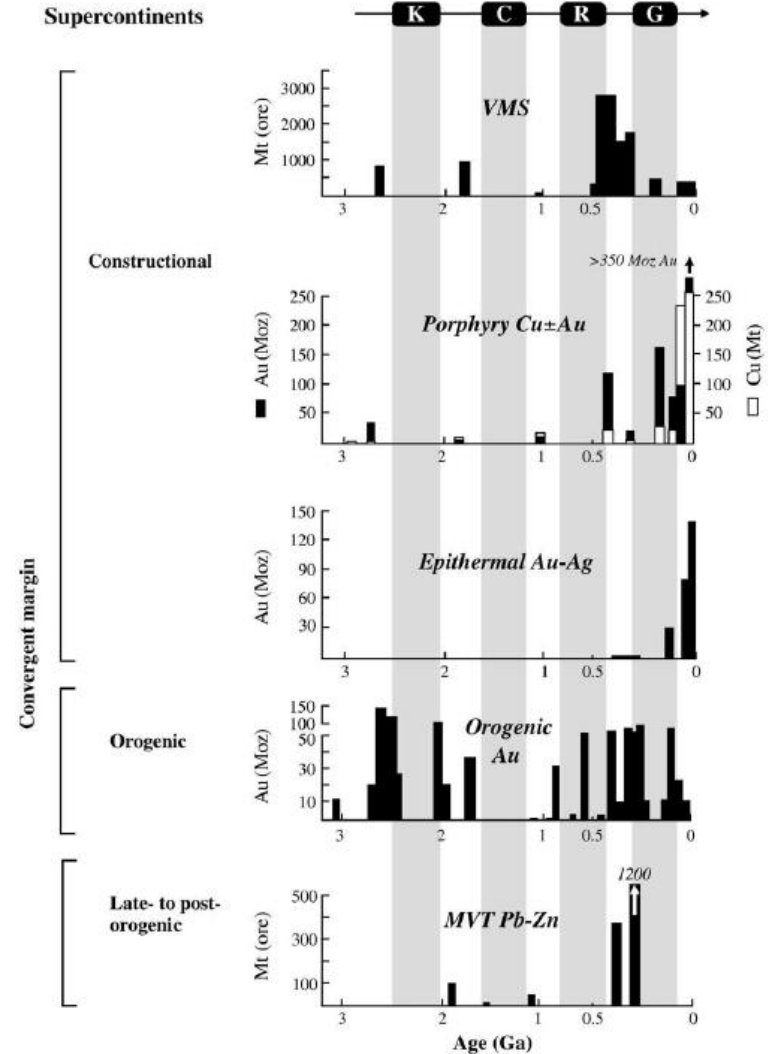 Supercontinents
K C R G
Mt (ore)
3000
2000
1000
VMS
3 2 1 0.5 0
Constructional
>350 Moz Au
Au (Moz)
250
200
150
100
50
Porphyry Cu±Au
250
200
150
100
50
Cu (Mt)
3 2 1 0.5 0
Au (Moz)
150
120
90
60
30
Epithermal Au-Ag
3 2 1 0.5 0
Convergent margin
Orogenic
Au (Moz)
150
100
50
30
10
Orogenic
Au
3 2 1 0.5 0
Late- to post-
orogenic
Mt (ore)
500
300
100
MVT Pb-Zn
1200
3 2 1 0.5 0
Age (Ga)